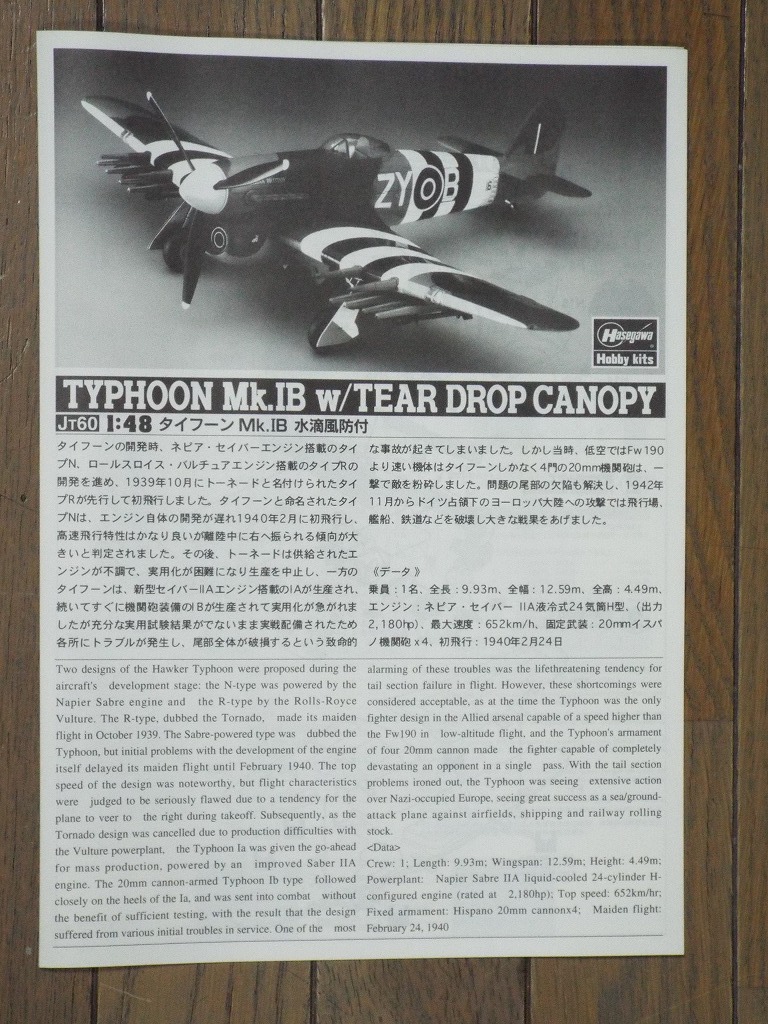 ZY B
Hasegawa
Hobby kits
TYPHOON Mk.IB w/TEAR DROP CANOPY
JT60 1:48 タイフーン Mk.IB 水滴風防付
タイフーンの開発時、ネピア・セイバーエンジン搭載のタイ
プN、ロールスロイス・バルチュアエンジン搭載のタイプRの
開発を進め、1939年10月にトーネードと名付けられたタイ
プRが先行して初飛行しました。タイフーンと命名されたタイ
プNは、エンジン自体の開発が遅れ1940年2月に初飛行し、
高速飛行特性はかなり良いが離陸中に右へ振られる傾向が大
きいと判定されました。その後、トーネードは供給されたエ
ンジンが不調で、実用化が困難になり生産を中止し、一方の
タイフーンは、新型セイバーIIAエンジン搭載のIAが生産され、
続いてすぐに機関砲装備のIBが生産されて実用化が急がれま
したが充分な実用試験結果がでないまま実戦配備されたため
各所にトラブルが発生し、尾部全体が破損するという致命的
な事故が起きてしまいました。しかし当時、低空ではFw190
より速い機体はタイフーンしかなく4門の20mm機関砲は、一
撃で敵を粉砕しました。問題の尾部の欠陥も解決し、1942年
11月からドイツ占領下のヨーロッパ大陸への攻撃では飛行場、
艦船、鉄道などを破壊し大きな戦果をあげました。
《データ》
乗員：1名、全長：9.93m、全幅：12.59m、全高：4.49m、
エンジン：ネピア・セイバー IIA液冷式24気筒H型、(出力
2,180hp)、最大速度：652km/h、固定武装：20mmイスパ
ノ機関砲x4、初飛行：1940年2月24日
Two designs of the Hawker Typhoon were proposed during the
aircraft's development stage: the N-type was powered by the
Napier Sabre engine and the R-type by the Rolls-Royce
Vulture. The R-type, dubbed the Tornado, made its maiden
flight in October 1939. The Sabre-powered type was dubbed the
Typhoon, but initial problems with the development of the engine
itself delayed its maiden flight until February 1940. The top
speed of the design was noteworthy, but flight characteristics
were judged to be seriously flawed due to a tendency for the
plane to veer to the right during takeoff. Subsequently, as the
Tornado design was cancelled due to production difficulties with
the Vulture powerplant, the Typhoon Ia was given the go-ahead
for mass production, powered by an improved Saber IIA
engine. The 20mm cannon-armed Typhoon Ib type followed
closely on the heels of the Ia, and was sent into combat without
the benefit of sufficient testing, with the result that the design
suffered from various initial troubles in service. One of the most
alarming of these troubles was the lifethreatening tendency for
tail section failure in flight. However, these shortcomings were
considered acceptable, as at the time the Typhoon was the only
fighter design in the Allied arsenal capable of a speed higher than
the Fw190 in low-altitude flight, and the Typhoon's armament
of four 20mm cannon made the fighter capable of completely
devastating an opponent in a single pass. With the tail section
problems ironed out, the Typhoon was seeing extensive action
over Nazi-occupied Europe, seeing great success as a sea/ground-
attack plane against airfields, shipping and railway rolling
stock.
<Data>
Crew: 1; Length: 9.93m; Wingspan: 12.59m; Height: 4.49m;
Powerplant: Napier Sabre IIA liquid-cooled 24-cylinder H-
configured engine (rated at 2,180hp); Top speed: 652km/hr;
Fixed armament: Hispano 20mm cannonx4; Maiden flight:
February 24, 1940